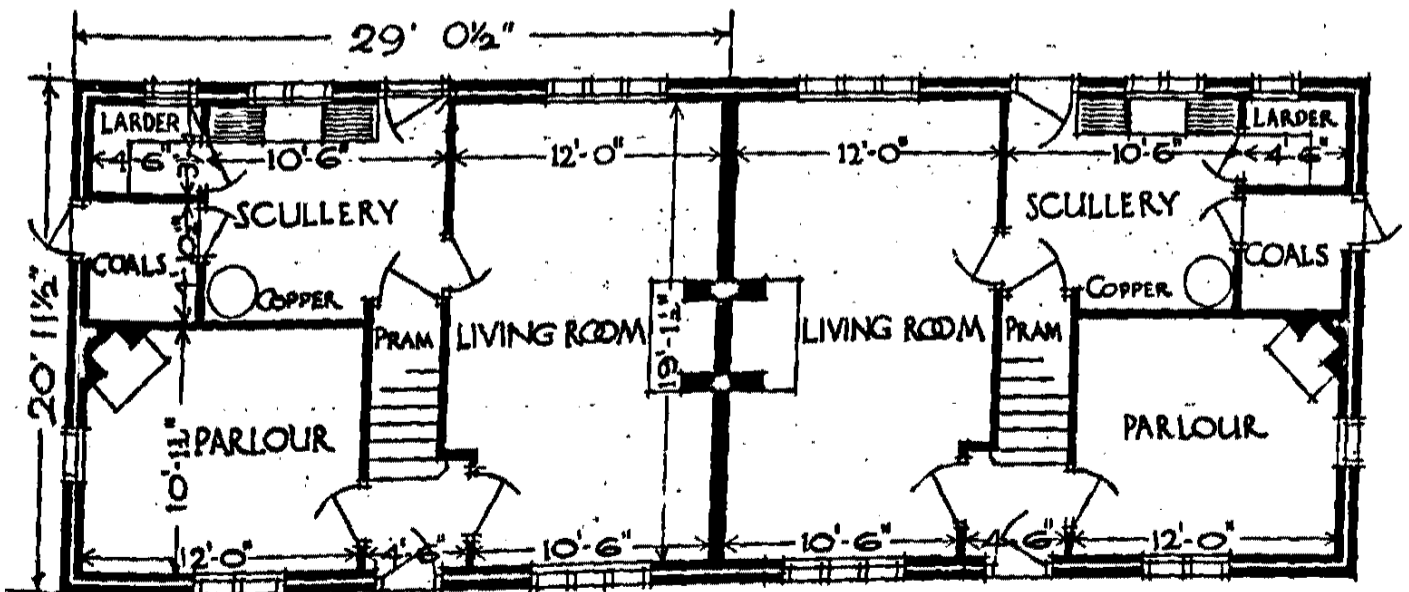 29' 0½"
LARDER
LARDER
4'-6"
10'-6"
12'-0"
12'-0"
10'-6"
4'-6"
SCULLERY
SCULLERY
COALS
COPPER
COPPER
COALS
20' 11½"
PRAM
LIVING ROOM
LIVING ROOM
PRAM
PARLOUR
PARLOUR
12'-0"
4'-6"
10'-6"
10'-6"
4'-6"
12'-0"